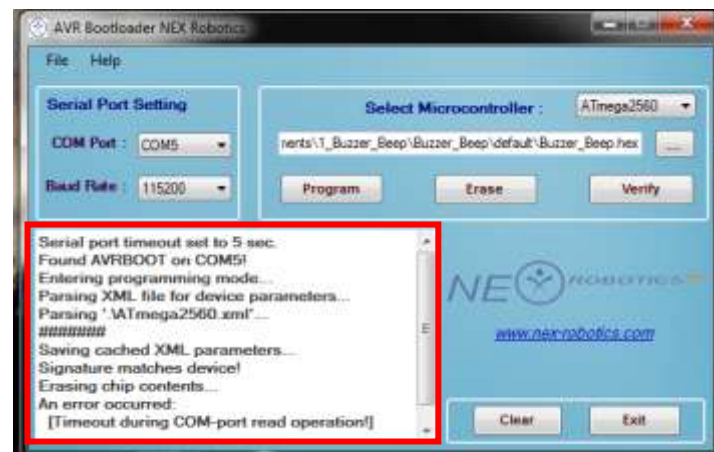 AVR Bootloader NEX Robotics
File Help
Serial Port Setting
COM Port : COM5
Baud Rate : 115200
Select Microcontroller : ATmega2560
nents\1_Buzzer_Beep\Buzzer_Beep\default\Buzzer_Beep.hex ...
Program Erase Verify
Serial port timeout set to 5 sec.
Found AVRBOOT on COM5!
Entering programming mode...
Parsing XML file for device parameters...
Parsing '.\ATmega2560.xml'...
#######
Saving cached XML parameters...
Signature matches device!
Erasing chip contents...
An error occurred:
[Timeout during COM-port read operation!]
NEX ROBOTICS
www.nex-robotics.com
Clear Exit